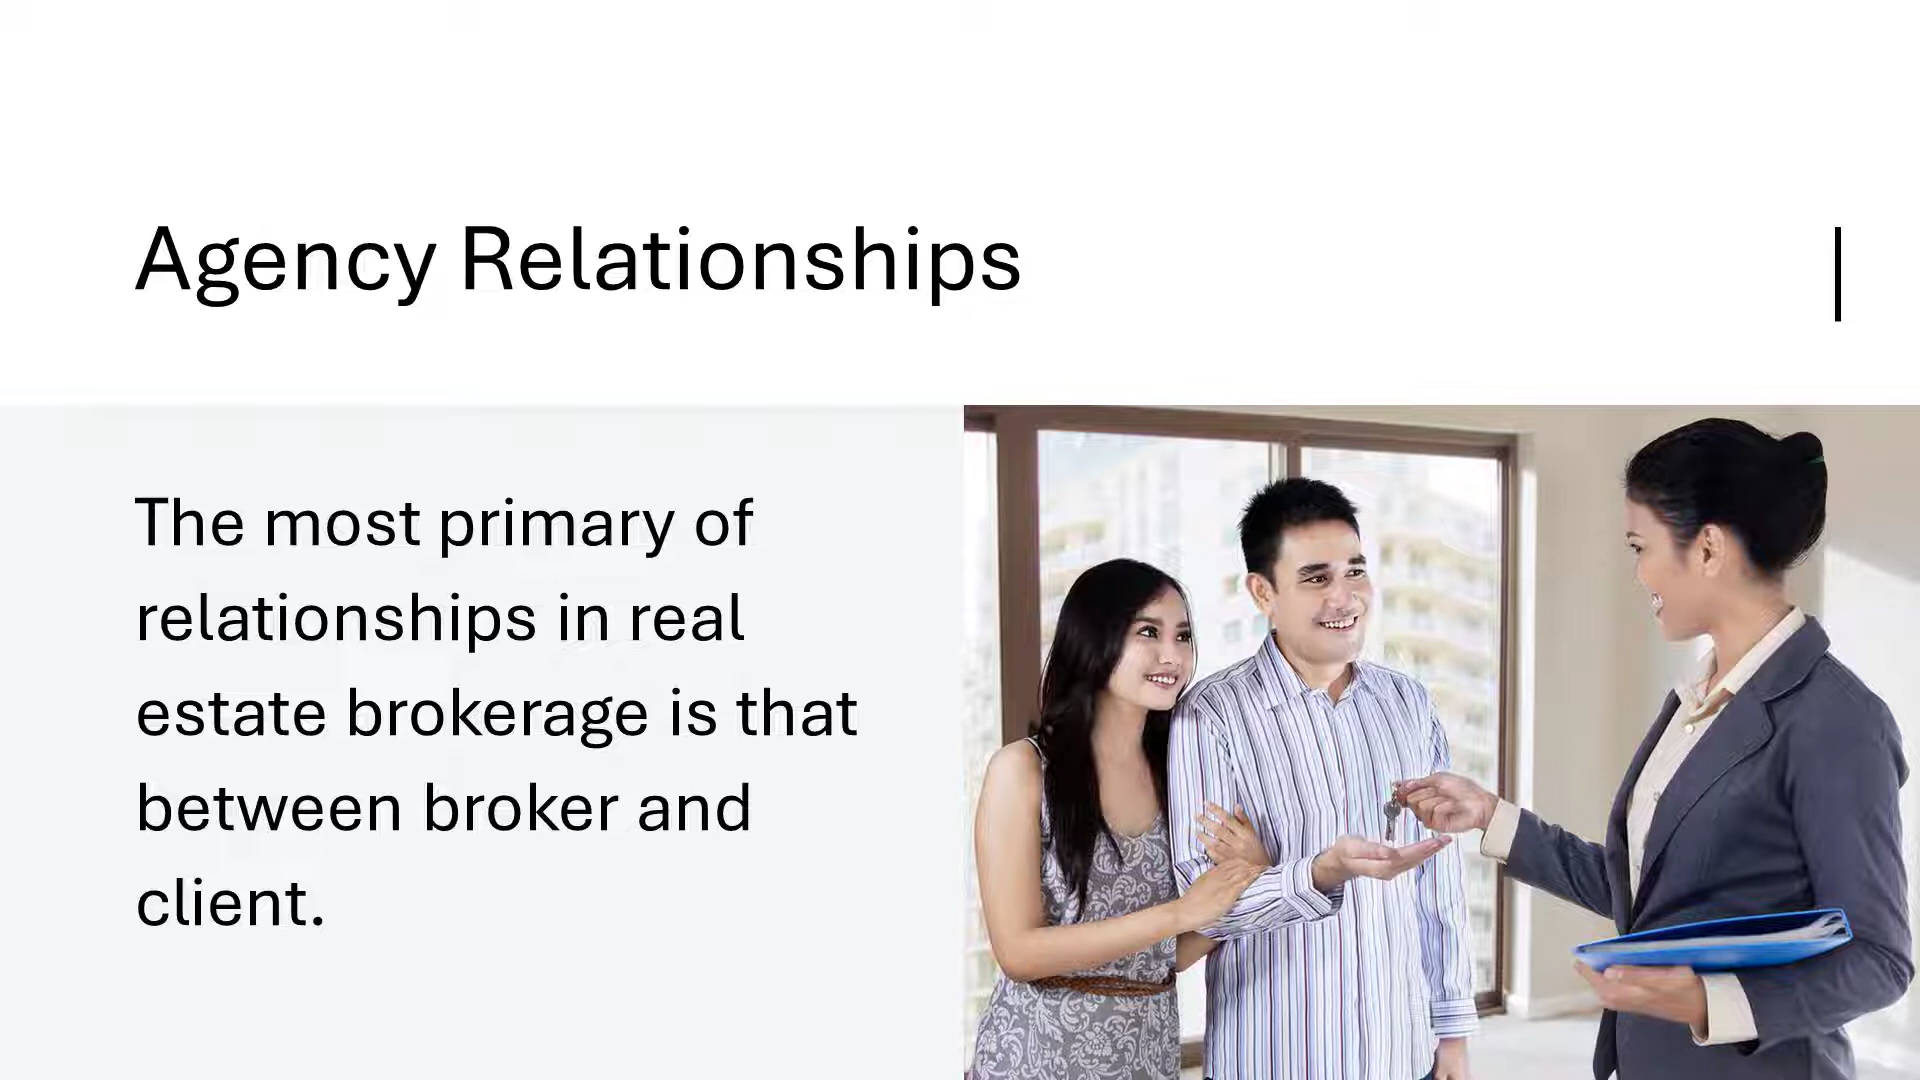 Agency Relationships
The most primary of
relationships in real
estate brokerage is that
between broker and
client.